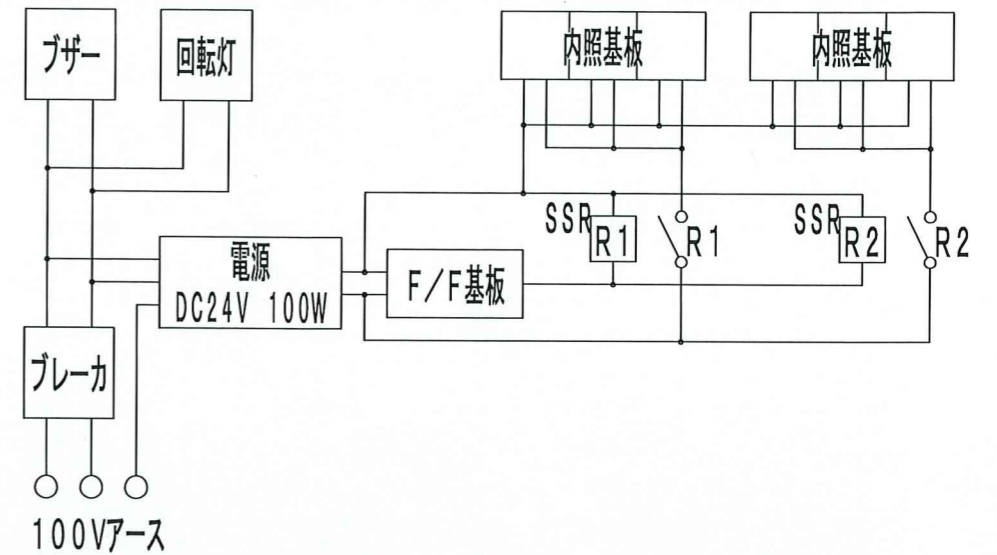 ブザー
回転灯
内照基板
内照基板
SSR
R1
R1
SSR
R2
R2
電源
DC24V 100W
F/F基板
ブレーカ
100Vアース